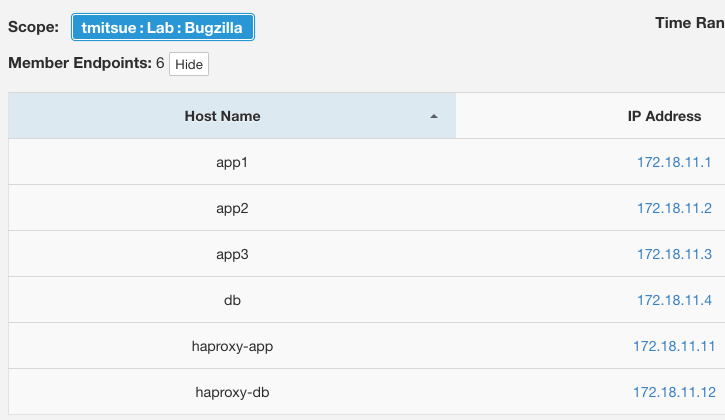 Scope: tmitsue : Lab : Bugzilla Time Ran
Member Endpoints: 6 Hide
Host Name IP Address
app1 172.18.11.1
app2 172.18.11.2
app3 172.18.11.3
db 172.18.11.4
haproxy-app 172.18.11.11
haproxy-db 172.18.11.12